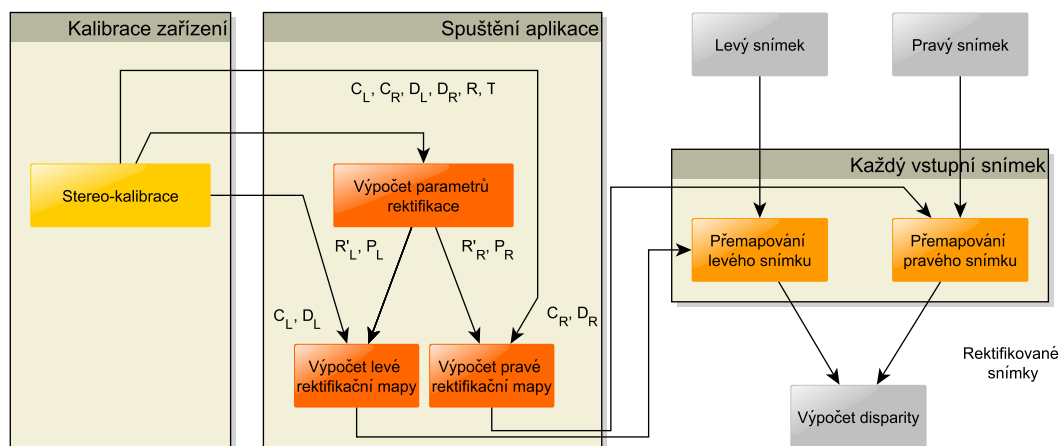 Kalibrace zařízení
Spuštění aplikace
Levý snímek
Pravý snímek
C_L, C_R, D_L, D_R, R, T
Každý vstupní snímek
Stereo-kalibrace
Výpočet parametrů
rektifikace
Přemapování
levého snímku
Přemapování
pravého snímku
R'_L, P_L
R'_R, P_R
C_L, D_L
C_R, D_R
Výpočet levé
rektifikační mapy
Výpočet pravé
rektifikační mapy
Rektifikované
snímky
Výpočet disparity